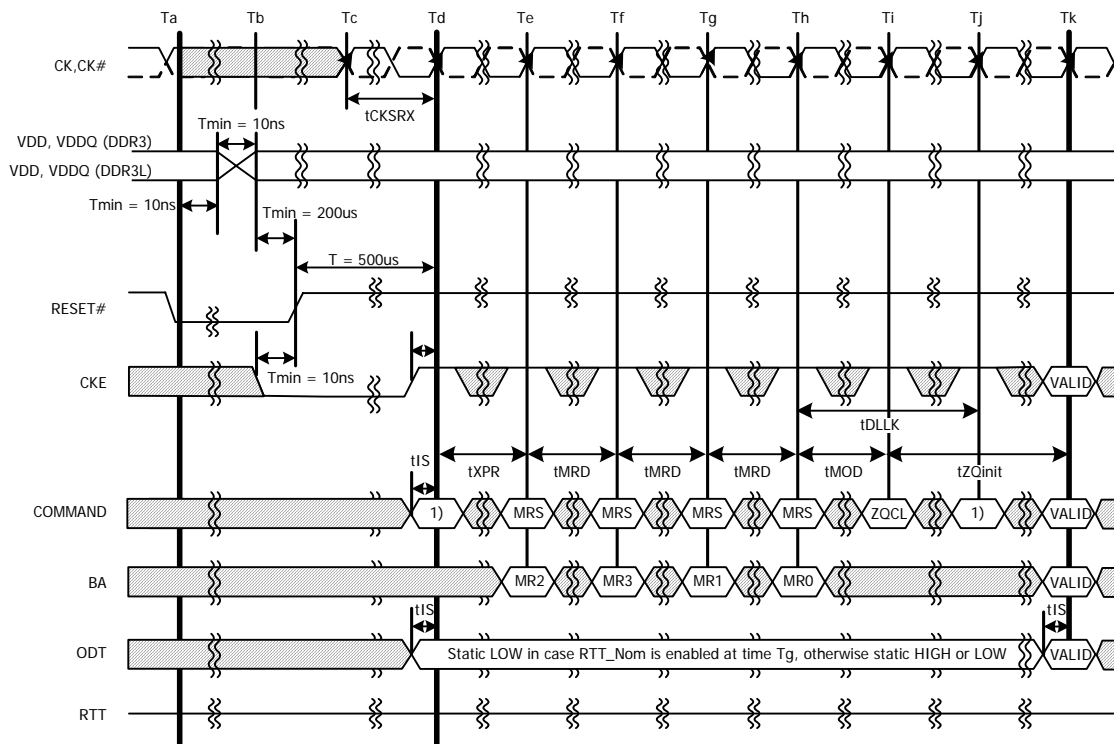 Ta Tb Tc Td Te Tf Tg Th Ti Tj Tk
CK,CK#
tCKSRX
Tmin = 10ns
VDD, VDDQ (DDR3)
VDD, VDDQ (DDR3L)
Tmin = 10ns
Tmin = 200us
T = 500us
RESET#
Tmin = 10ns
CKE
VALID
tDLLK
tIS
tXPR tMRD tMRD tMRD tMOD tZQinit
COMMAND 1) MRS MRS MRS MRS ZQCL 1) VALID
BA MR2 MR3 MR1 MR0 VALID
tIS tIS
ODT Static LOW in case RTT_Nom is enabled at time Tg, otherwise static HIGH or LOW VALID
RTT